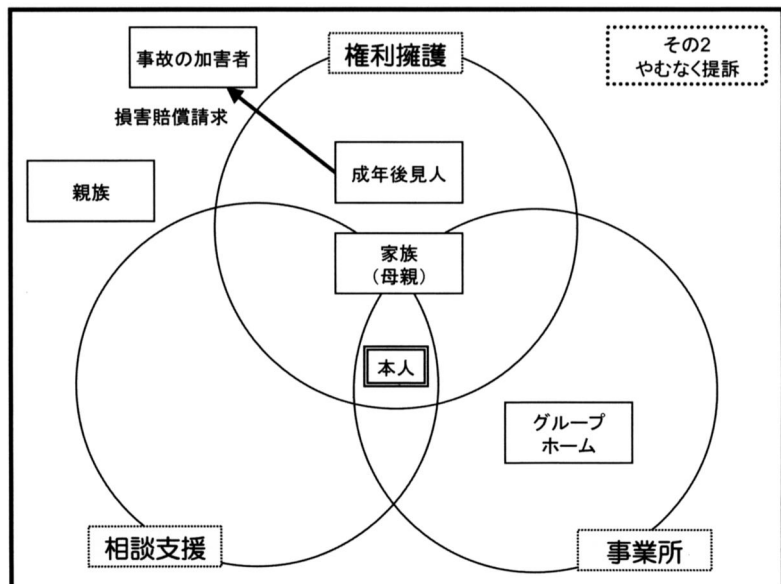 事故の加害者
権利擁護
その2
やむなく提訴
損害賠償請求
成年後見人
親族
家族
（母親）
本人
グループ
ホーム
相談支援
事業所